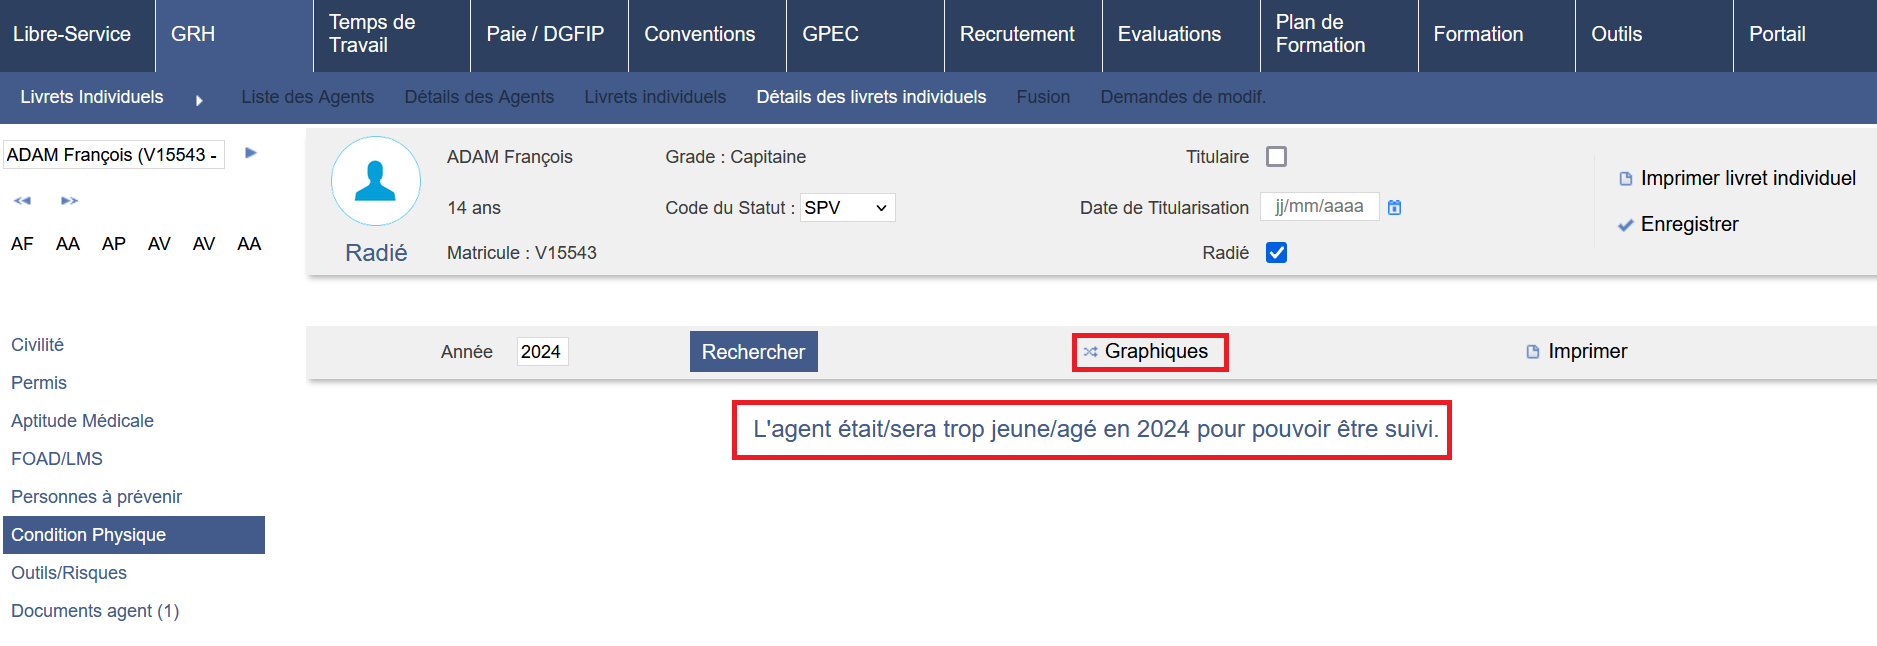 Libre-Service
GRH
Temps de
Travail
Paie / DGFIP
Conventions
GPEC
Recrutement
Evaluations
Plan de
Formation
Formation
Outils
Portail
Livrets Individuels
Liste des Agents
Détails des Agents
Livrets individuels
Détails des livrets individuels
Fusion
Demandes de modif.
ADAM François (V15543 -
AF AA AP AV AV AA
Civilité
Permis
Aptitude Médicale
FOAD/LMS
Personnes à prévenir
Condition Physique
Outils/Risques
Documents agent (1)
Radié
ADAM François
14 ans
Matricule : V15543
Grade : Capitaine
Code du Statut : SPV
Titulaire
Date de Titularisation jj/mm/aaaa
Radié
Imprimer livret individuel
Enregistrer
Année 2024
Rechercher
Graphiques
Imprimer
L'agent était/sera trop jeune/agé en 2024 pour pouvoir être suivi.